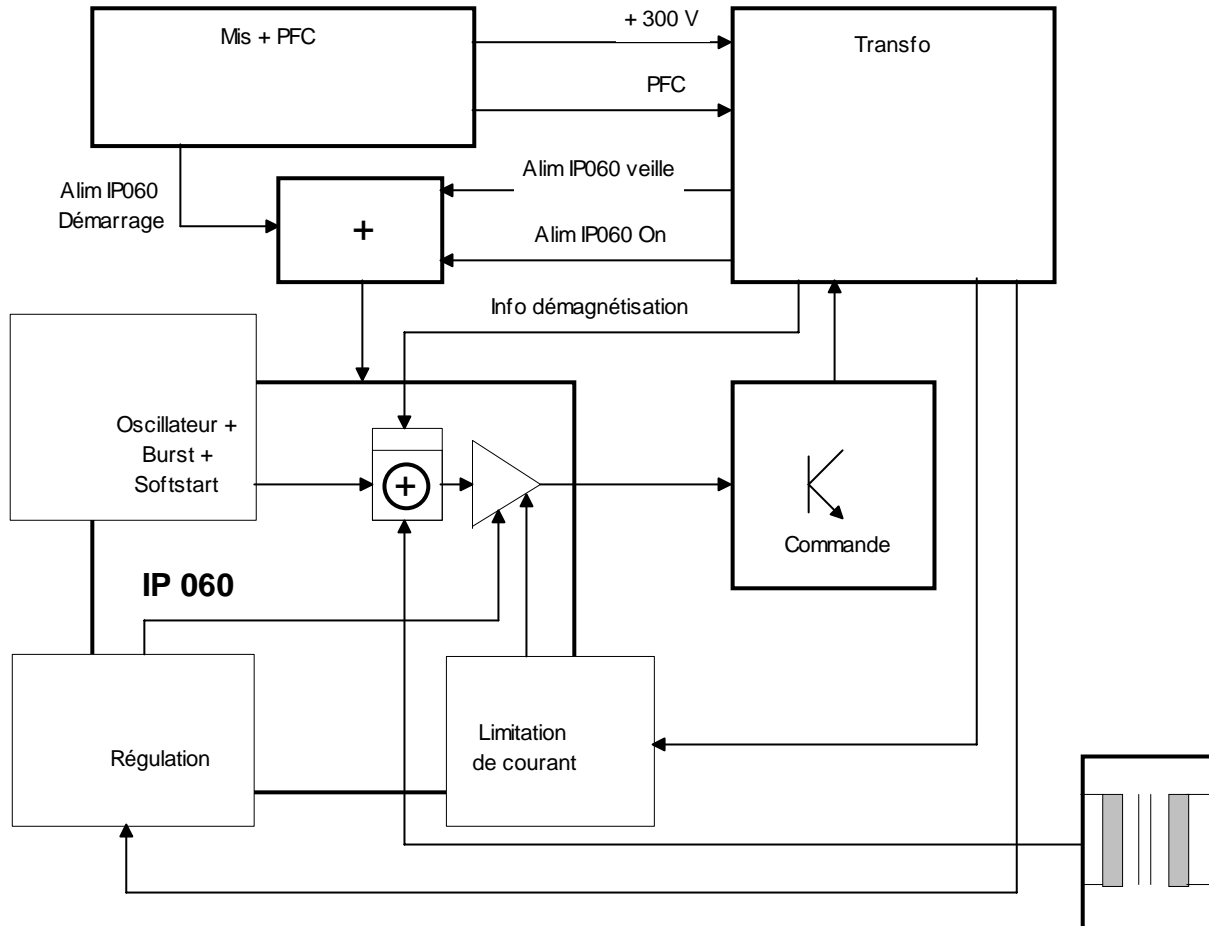 + 300 V
Mis + PFC
Transfo
PFC
Alim IP060 veille
Alim IP060
Démarrage
+
Alim IP060 On
Info démagnétisation
Oscillateur +
Burst +
Softstart
+
Commande
IP 060
Régulation
Limitation
de courant